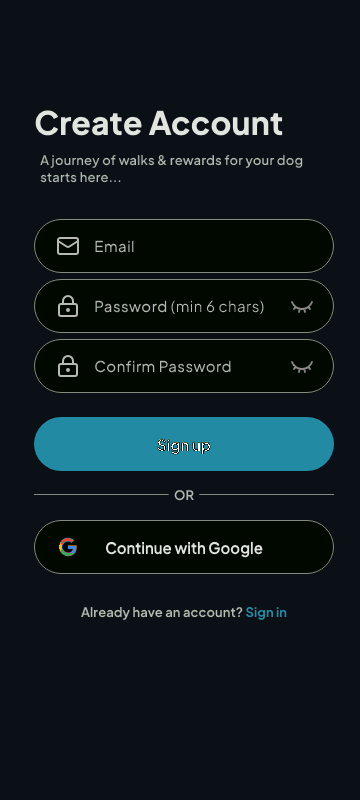 Create Account
A journey of walks & rewards for your dog
starts here...
Email
Password (min 6 chars)
Confirm Password
Sign up
OR
Continue with Google
Already have an account? Sign in